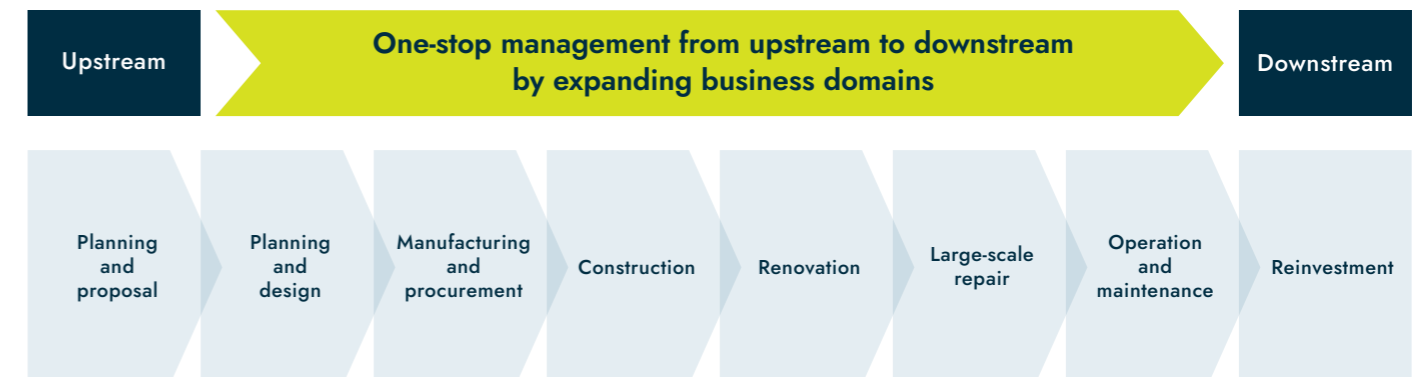 Upstream
One-stop management from upstream to downstream
by expanding business domains
Downstream
Planning
and
proposal
Planning
and
design
Manufacturing
and
procurement
Construction
Renovation
Large-scale
repair
Operation
and
maintenance
Reinvestment